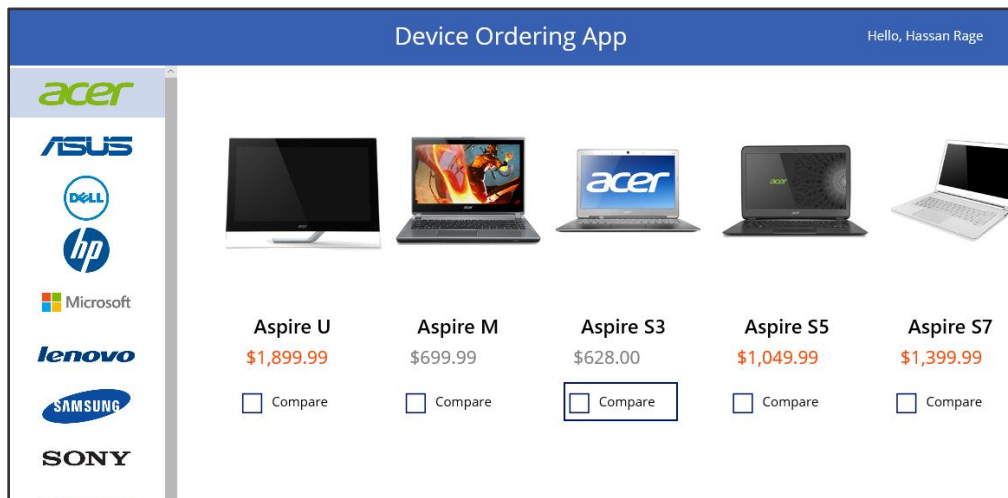 Device Ordering App
Hello, Hassan Rage
acer
ASUS
DELL
hp
Microsoft
lenovo
SAMSUNG
SONY
acer
acer
Aspire U
Aspire M
Aspire S3
Aspire S5
Aspire S7
$1,899.99
$699.99
$628.00
$1,049.99
$1,399.99
Compare
Compare
Compare
Compare
Compare